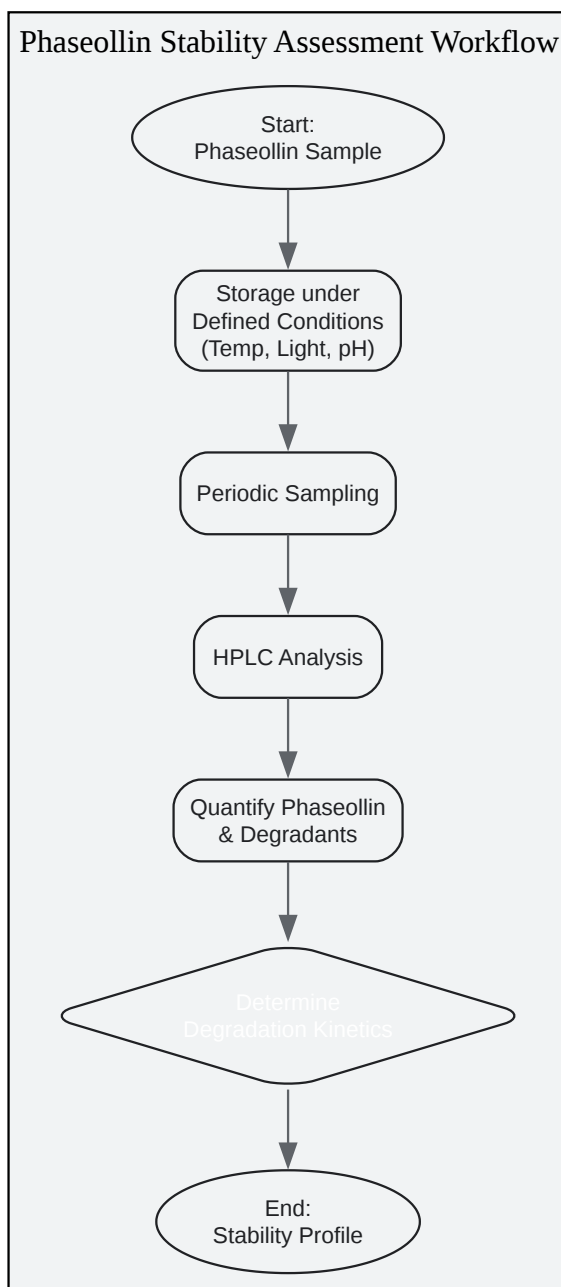 Phaseollin Stability Assessment Workflow
Start:
Phaseollin Sample
Storage under
Defined Conditions
(Temp, Light, pH)
Periodic Sampling
HPLC Analysis
Quantify Phaseollin
& Degradants
Determine
Degradation Kinetics
End:
Stability Profile